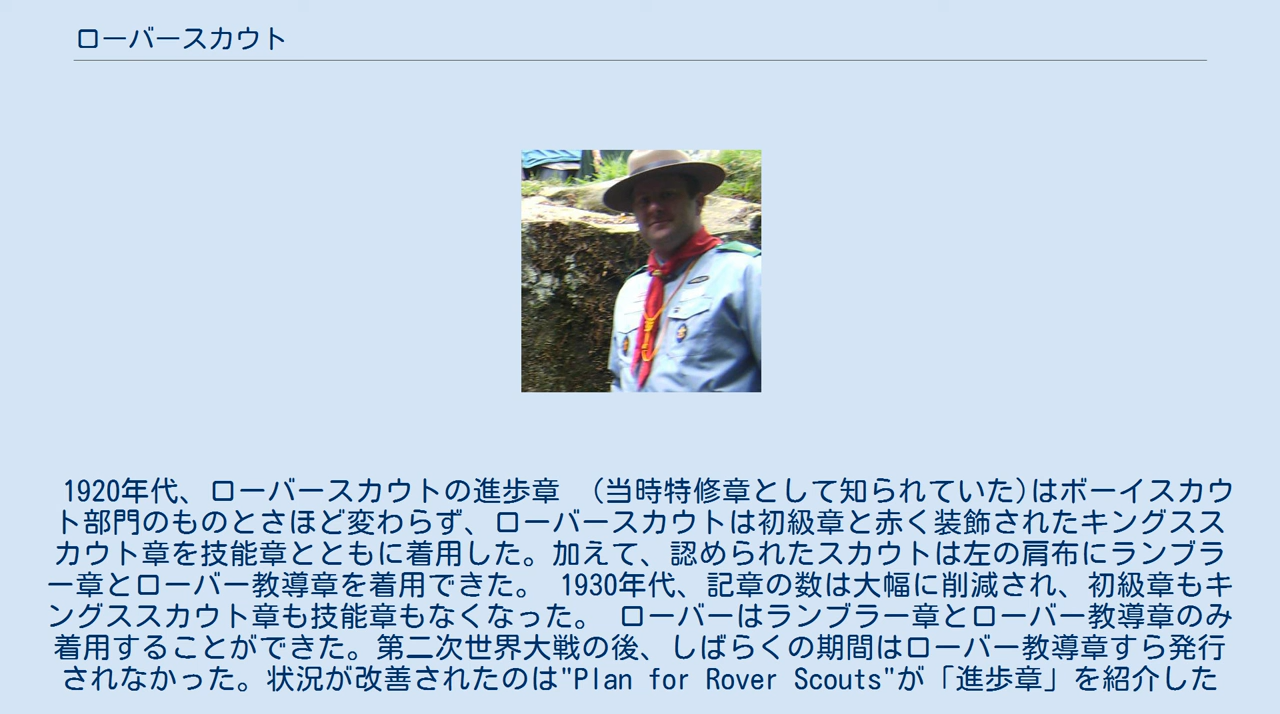 ローバースカウト
1920年代、ローバースカウトの進歩章 (当時特修章として知られていた)はボーイスカウ
ト部門のものとさほど変わらず、ローバースカウトは初級章と赤く装飾されたキングスス
カウト章を技能章とともに着用した。加えて、認められたスカウトは左の肩布にランブラ
ー章とローバー教導章を着用できた。 1930年代、記章の数は大幅に削減され、初級章もキ
ングススカウト章も技能章もなくなった。 ローバーはランブラー章とローバー教導章のみ
着用することができた。第二次世界大戦の後、しばらくの期間はローバー教導章すら発行
されなかった。状況が改善されたのは"Plan for Rover Scouts"が「進歩章」を紹介した